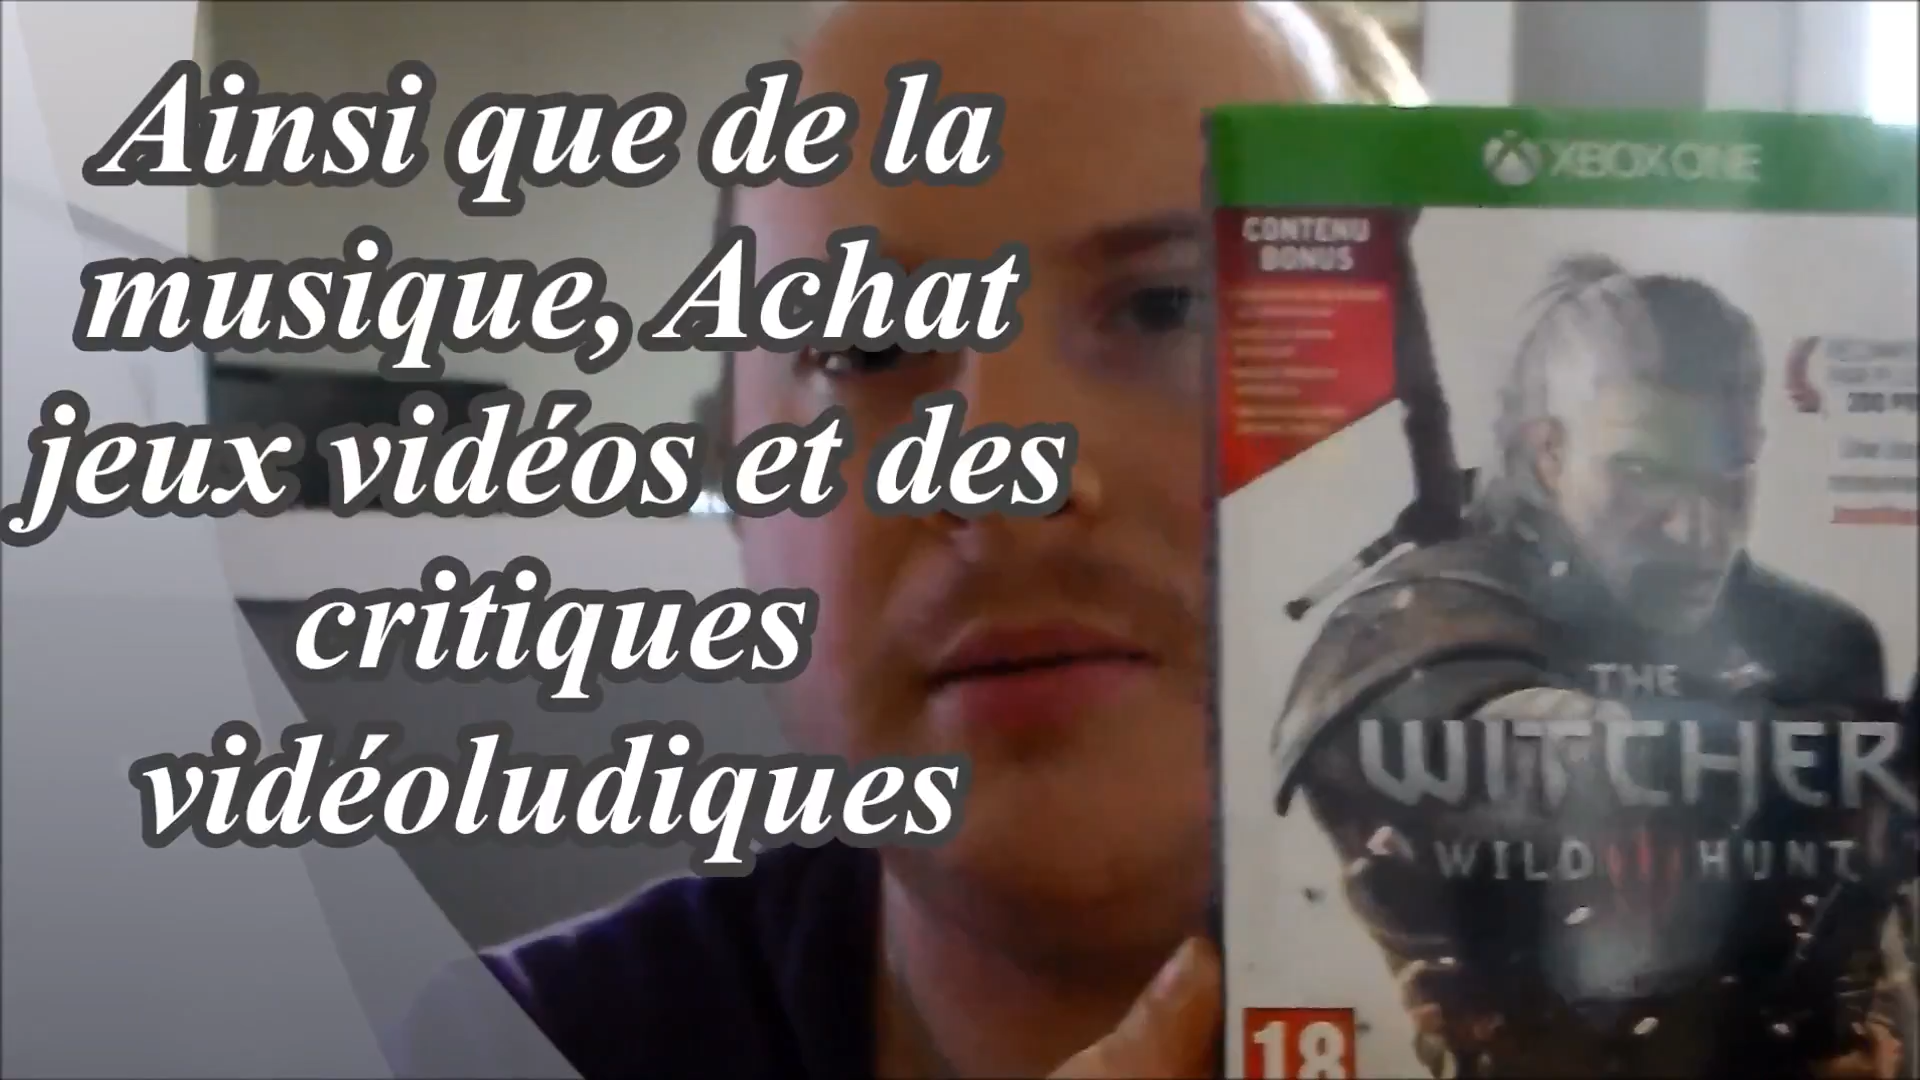 Ainsi que de la
musique, Achat
jeux vidéos et des
critiques
vidéoludiques
XBOX ONE
CONTENU
BONUS
THE
WITCHER
WILD HUNT
18